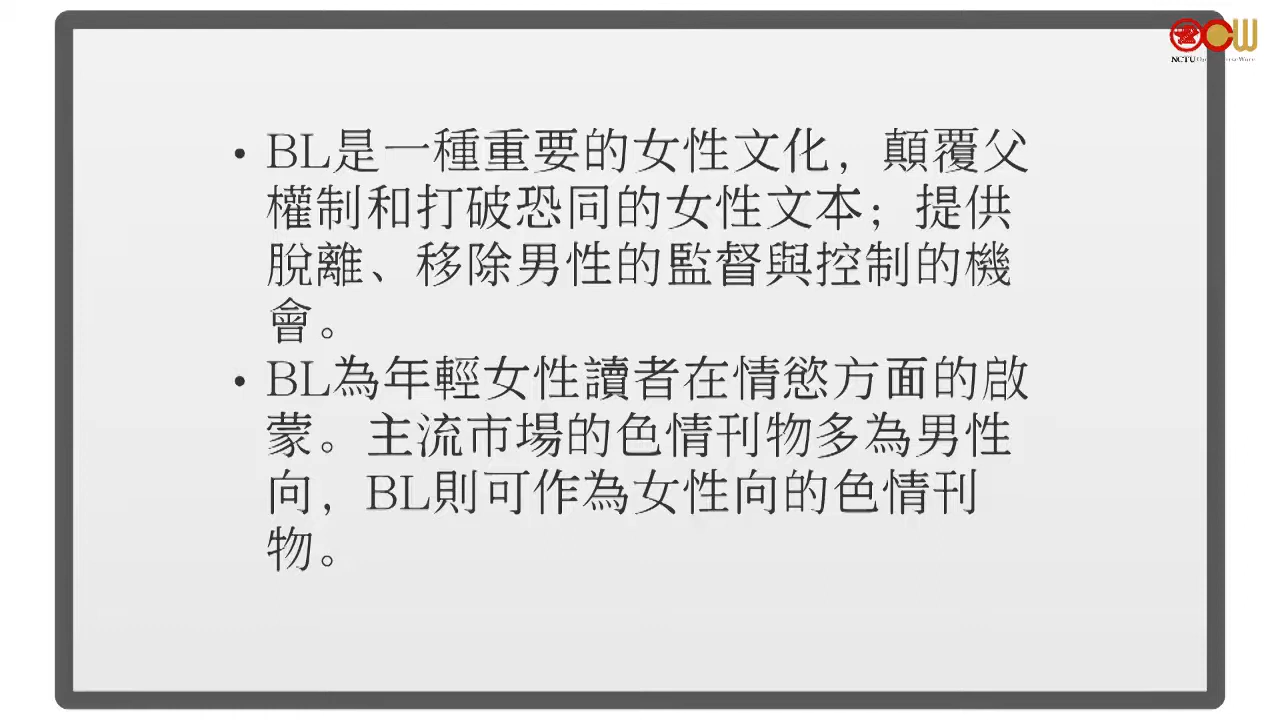 NCTU
• BL是一種重要的女性文化，顛覆父
權制和打破恐同的女性文本；提供
脫離、移除男性的監督與控制的機
會。
• BL為年輕女性讀者在情慾方面的啟
蒙。主流市場的色情刊物多為男性
向，BL則可作為女性向的色情刊
物。